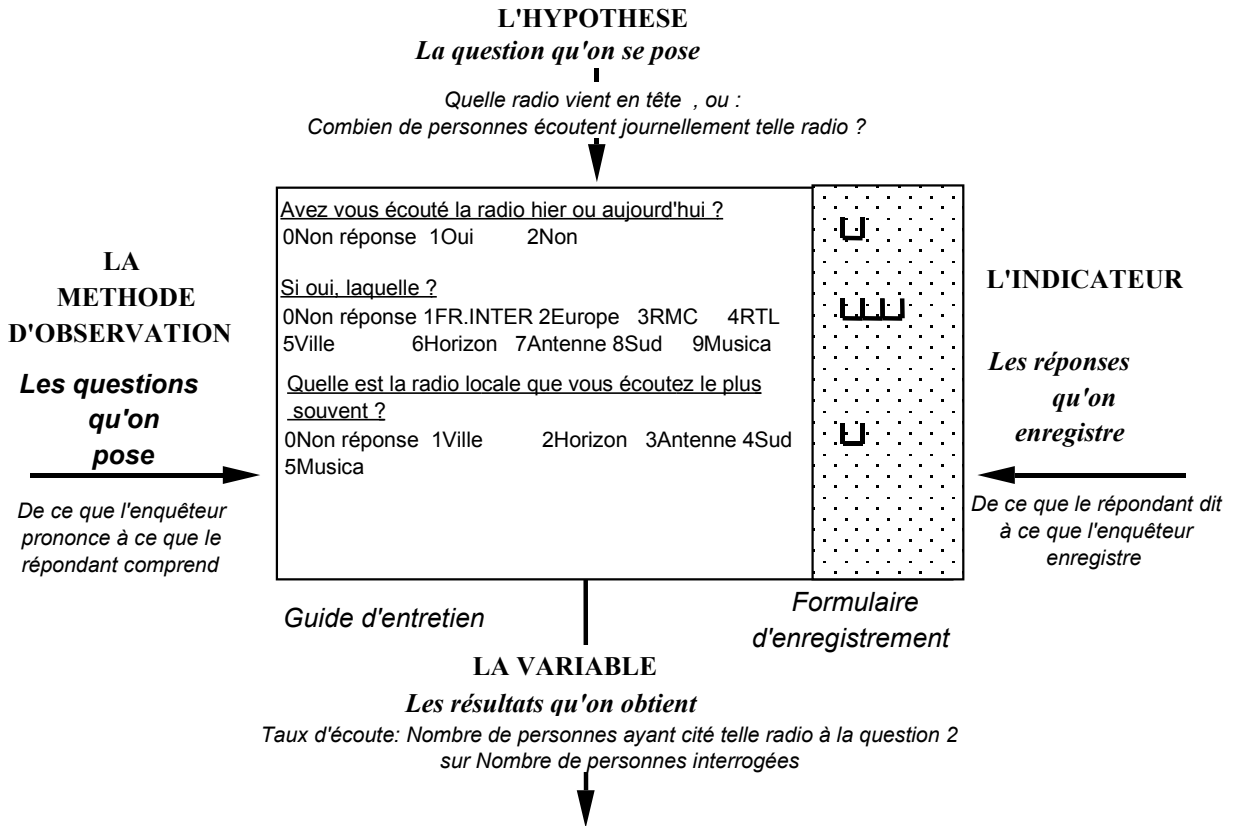 L'HYPOTHESE
La question qu'on se pose
Quelle radio vient en tête , ou :
Combien de personnes écoutent journellement telle radio ?
LA
METHODE
D'OBSERVATION
Les questions
qu'on
pose
De ce que l'enquêteur
prononce à ce que le
répondant comprend
Avez vous écouté la radio hier ou aujourd'hui ?
0Non réponse 1Oui 2Non
Si oui, laquelle ?
0Non réponse 1FR.INTER 2Europe 3RMC 4RTL
5Ville 6Horizon 7Antenne 8Sud 9Musica
Quelle est la radio locale que vous écoutez le plus
souvent ?
0Non réponse 1Ville 2Horizon 3Antenne 4Sud
5Musica
L'INDICATEUR
Les réponses
qu'on
enregistre
De ce que le répondant dit
à ce que l'enquêteur
enregistre
Guide d'entretien
Formulaire
d'enregistrement
LA VARIABLE
Les résultats qu'on obtient
Taux d'écoute: Nombre de personnes ayant cité telle radio à la question 2
sur Nombre de personnes interrogées